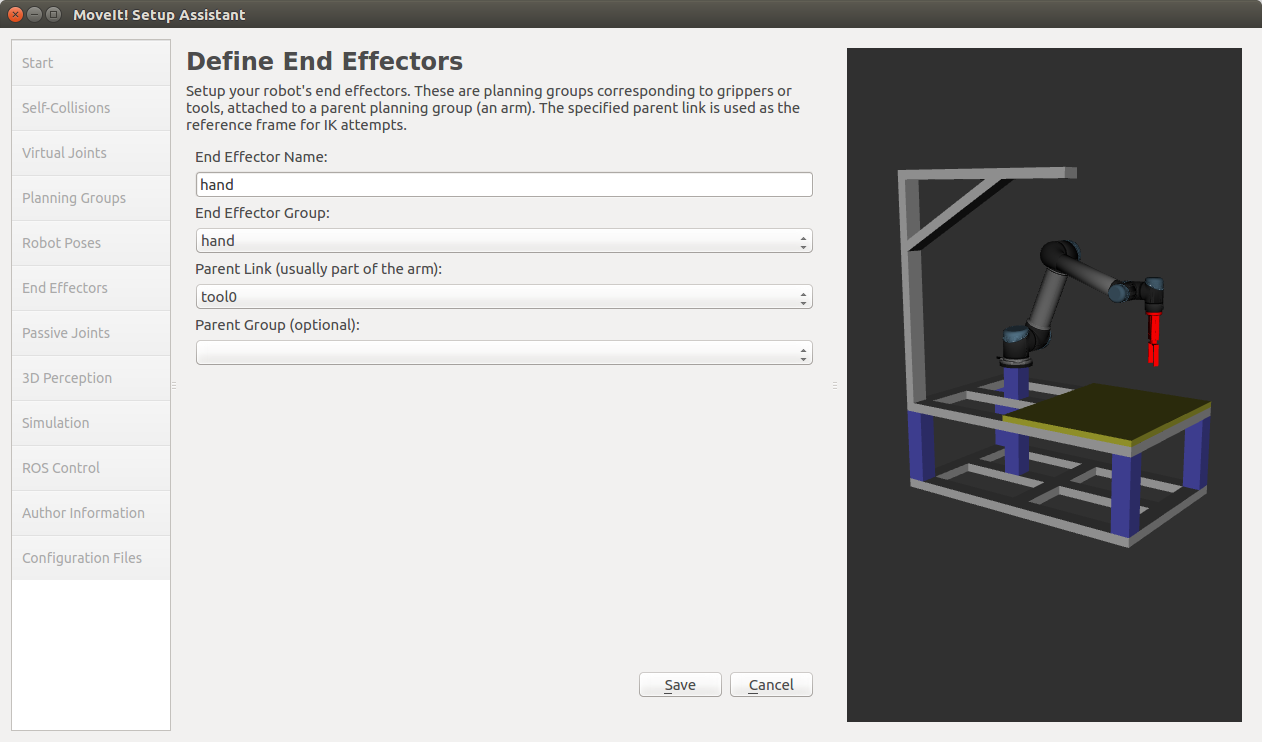 MoveIt! Setup Assistant
Start
Self-Collisions
Virtual Joints
Planning Groups
Robot Poses
End Effectors
Passive Joints
3D Perception
Simulation
ROS Control
Author Information
Configuration Files
Define End Effectors
Setup your robot's end effectors. These are planning groups corresponding to grippers or
tools, attached to a parent planning group (an arm). The specified parent link is used as the
reference frame for IK attempts.
End Effector Name:
hand
End Effector Group:
hand
Parent Link (usually part of the arm):
tool0
Parent Group (optional):
Save
Cancel